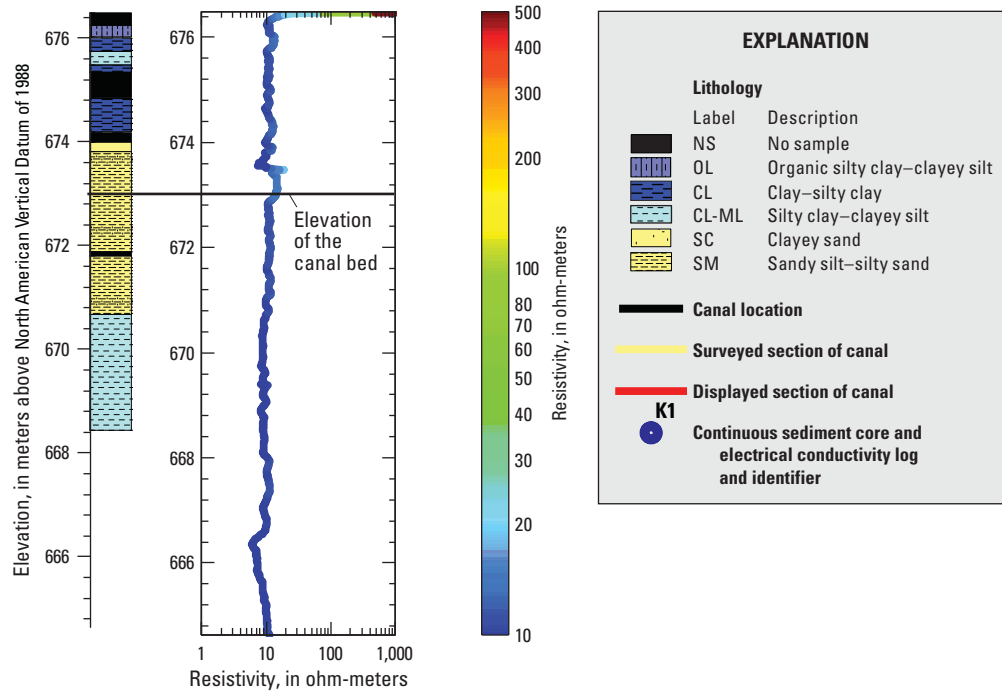 Elevation, in meters above North American Vertical Datum of 1988
676
674
672
670
668
666
676
674
672
670
668
666
1 10 100 1,000
Resistivity, in ohm-meters
Elevation
of the
canal bed
500
400
300
200
100
80
70
60
50
40
30
20
10
Resistivity, in ohm-meters
EXPLANATION
Lithology
Label Description
NS No sample
OL Organic silty clay–clayey silt
CL Clay–silty clay
CL-ML Silty clay–clayey silt
SC Clayey sand
SM Sandy silt–silty sand
Canal location
Surveyed section of canal
Displayed section of canal
K1
Continuous sediment core and
electrical conductivity log
and identifier